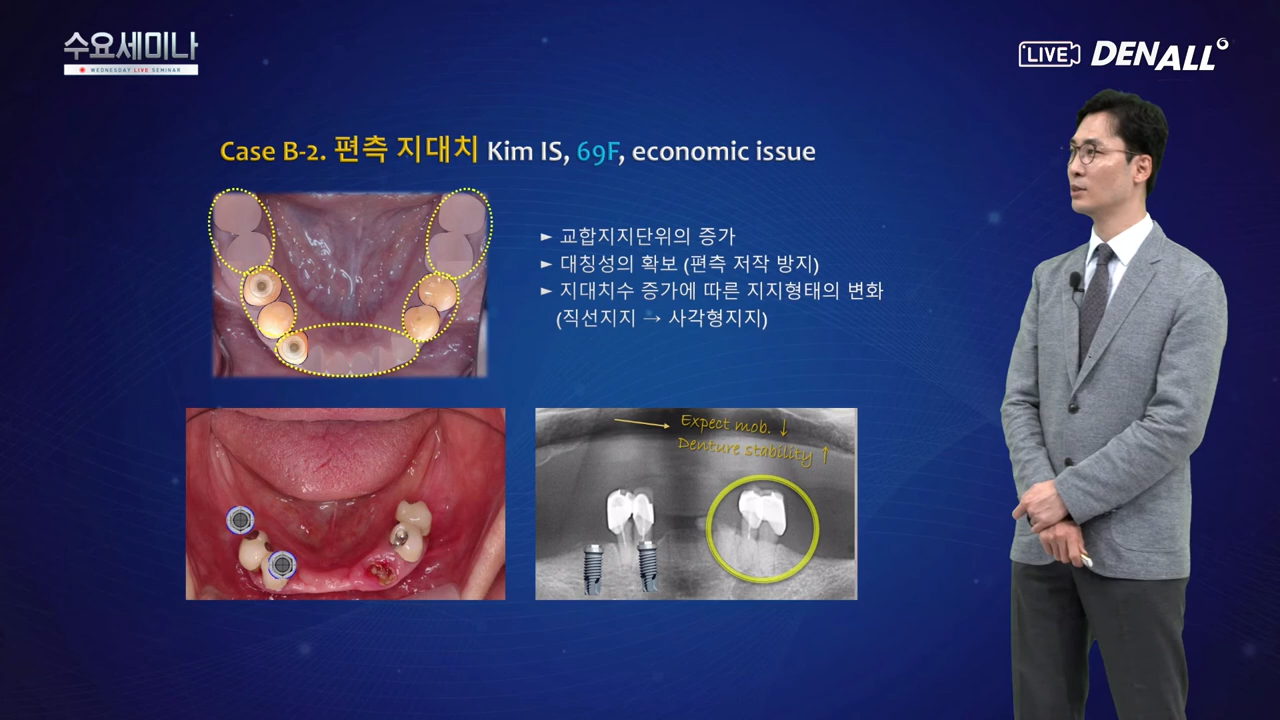 수요세미나
WEDNESDAY LIVE SEMINAR
LIVE DENALL
Case B-2. 편측 지대치 Kim IS, 69F, economic issue
► 교합지지단위의 증가
► 대칭성의 확보 (편측 저작 방지)
► 지대치수 증가에 따른 지지형태의 변화
(직선지지 → 사각형지지)
Expect mob. ↓
Denture stability ↑